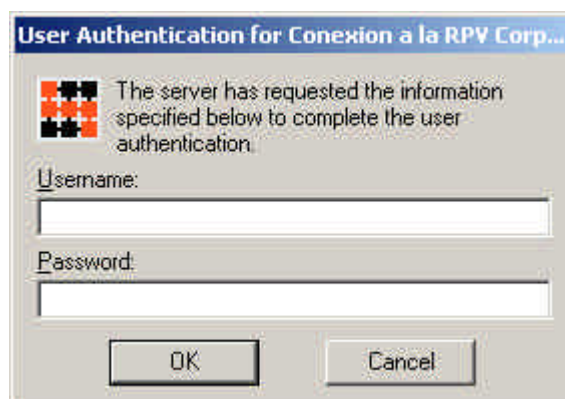 User Authentication for Conexion a la RPV Corp...
The server has requested the information
specified below to complete the user
authentication.
Username:
Password:
OK Cancel